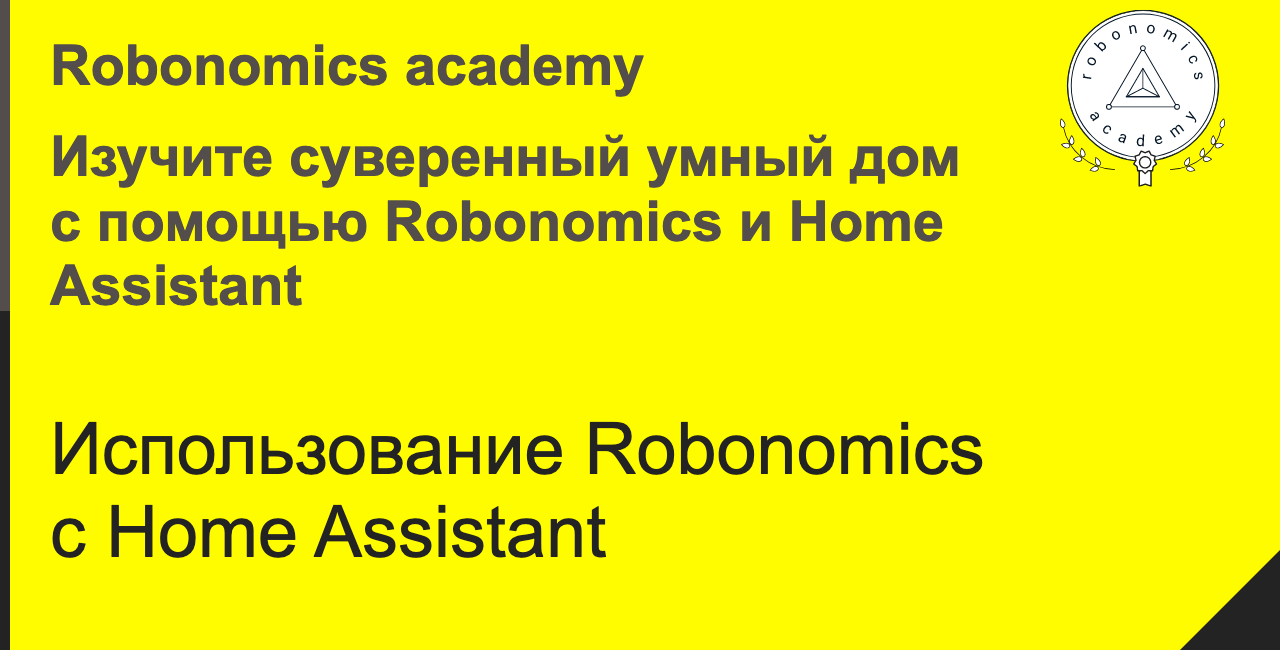 Robonomics academy
robonomics
academy
Изучите суверенный умный дом
с помощью Robonomics и Home
Assistant
Использование Robonomics
с Home Assistant